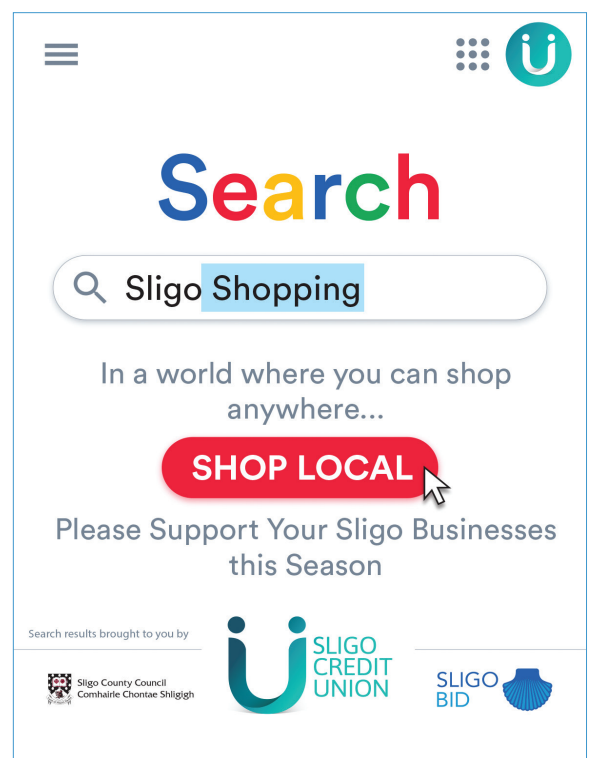 Search
Sligo Shopping
In a world where you can shop
anywhere...
SHOP LOCAL
Please Support Your Sligo Businesses
this Season
Search results brought to you by
Sligo County Council
Comhairle Chontae Shligigh
SLIGO
CREDIT
UNION
SLIGO
BID